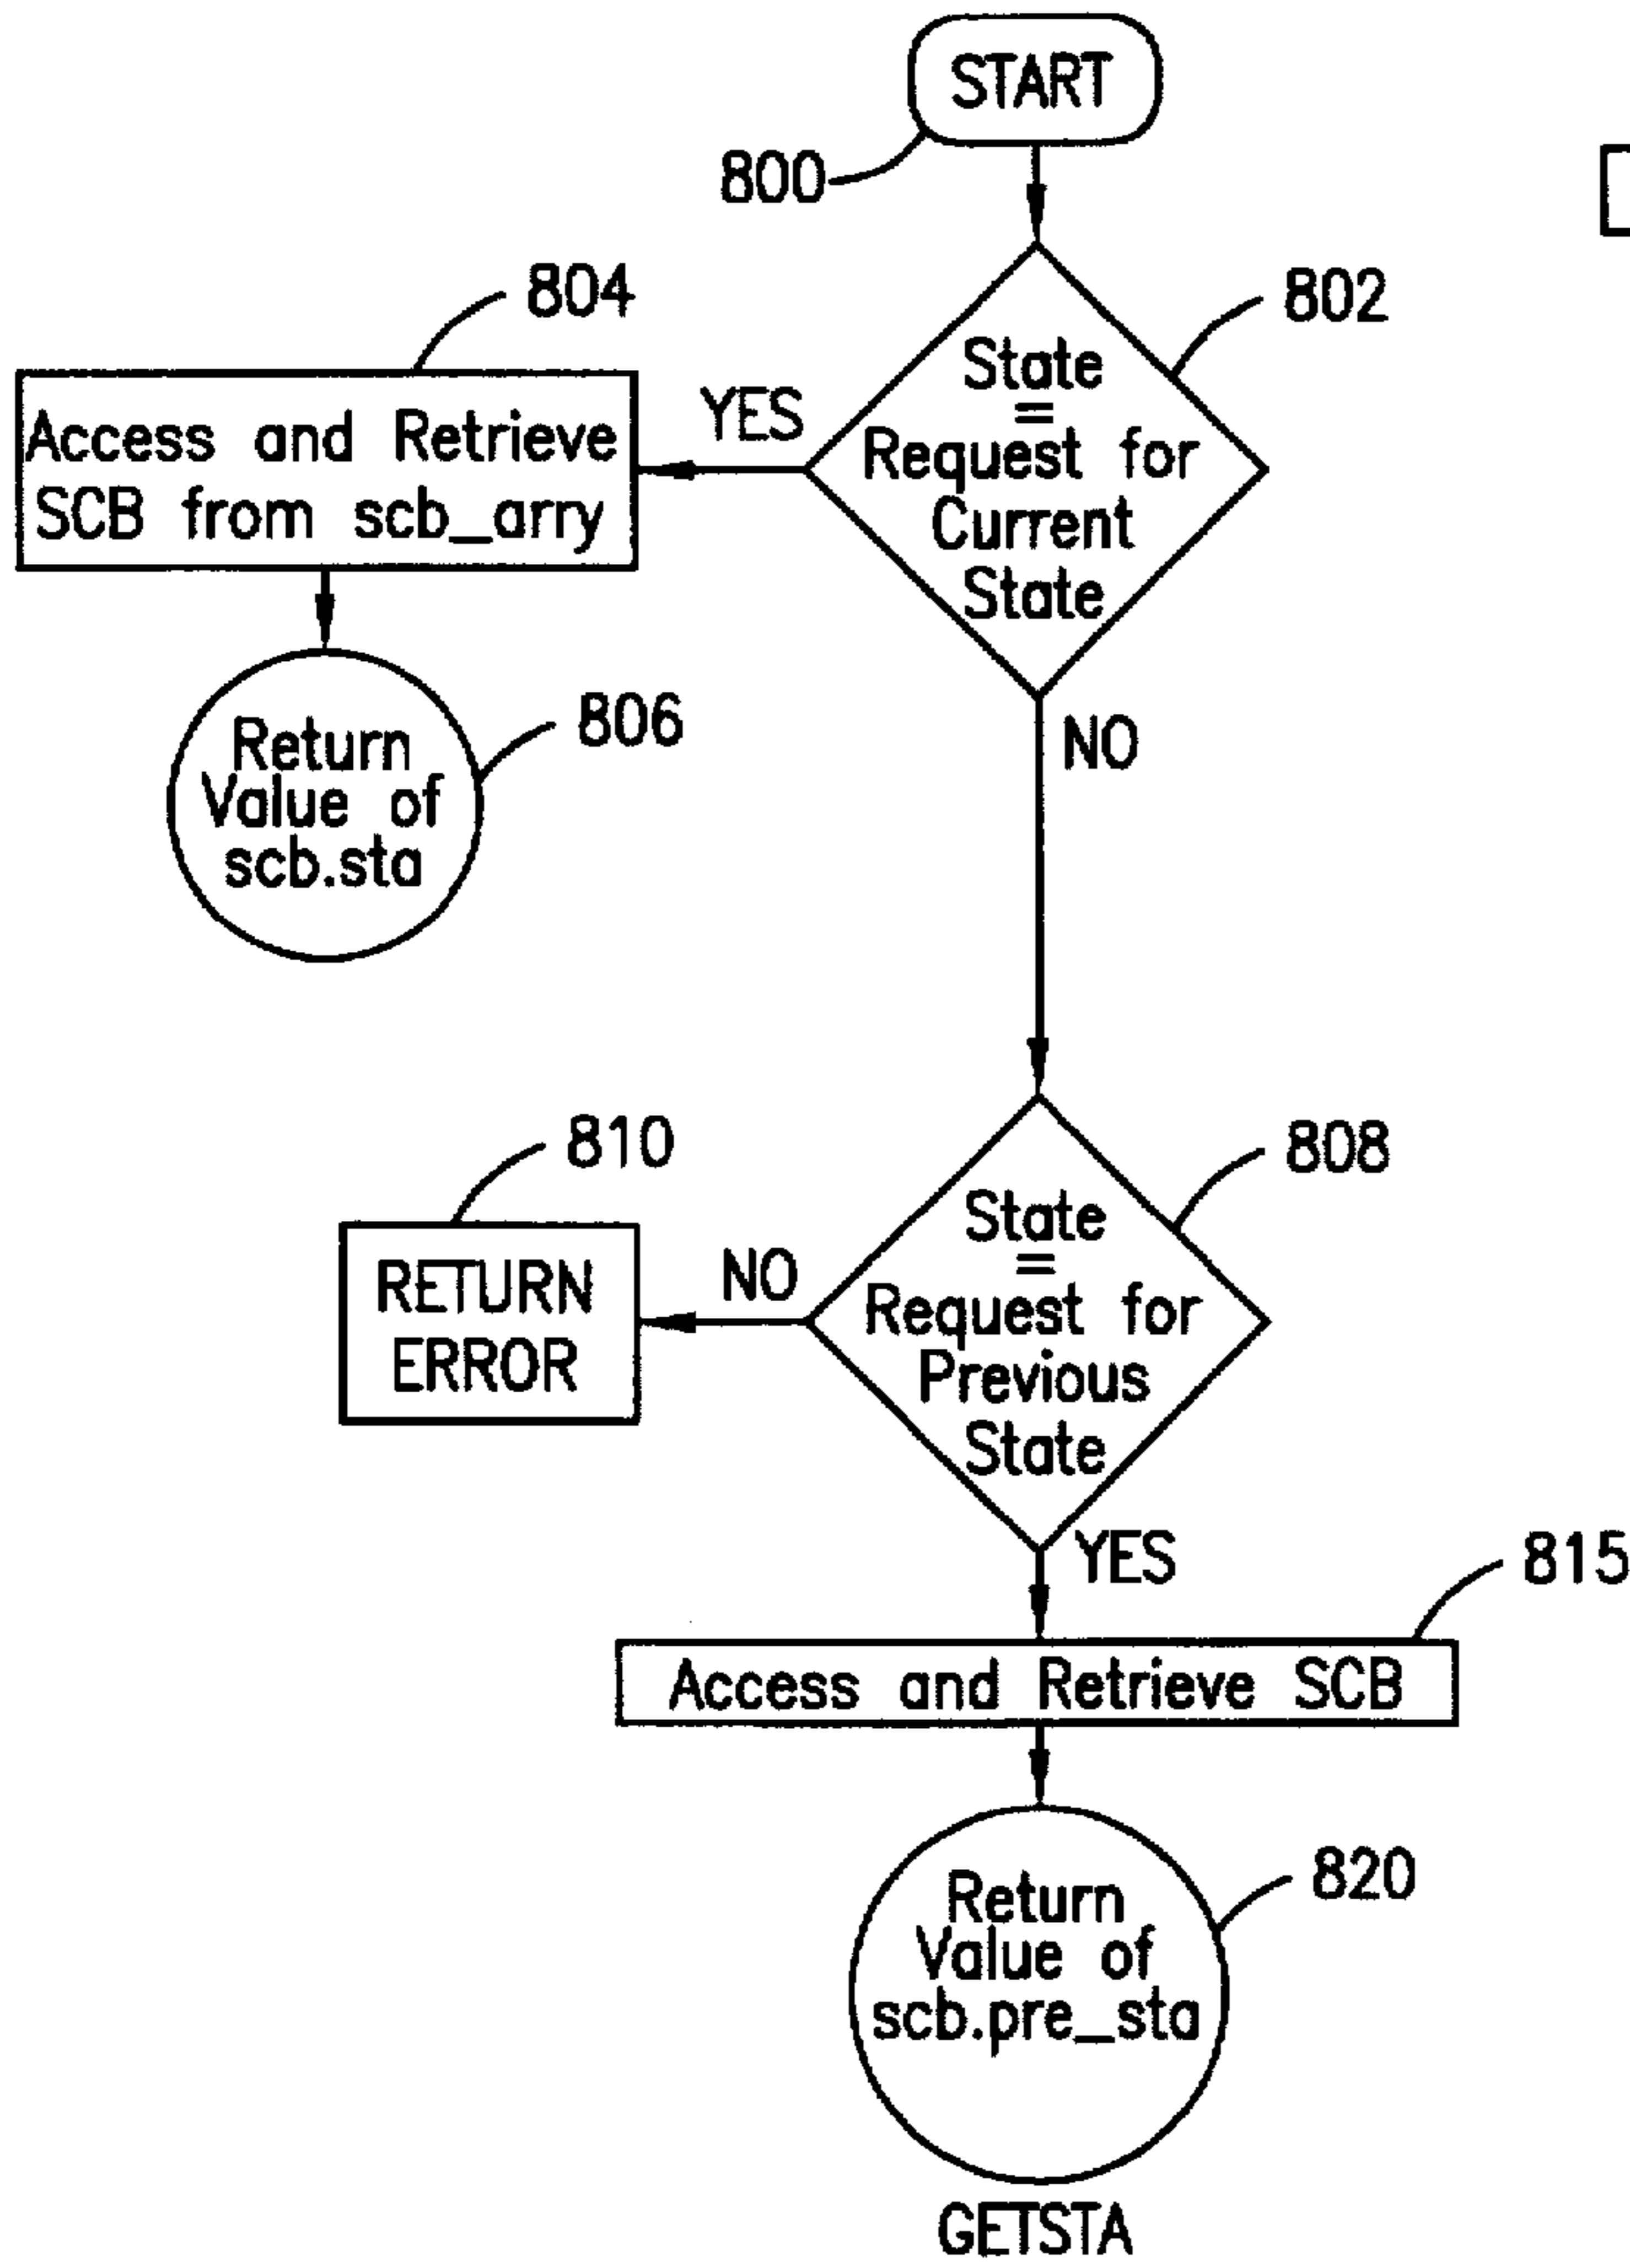 START
800
802
State
=
Request for
Current
State
804
YES
Access and Retrieve
SCB from scb_arry
806
Return
Value of
scb.sta
NO
808
State
=
Request for
Previous
State
810
NO
RETURN
ERROR
YES
815
Access and Retrieve SCB
820
Return
Value of
scb.pre_sta
GETSTA